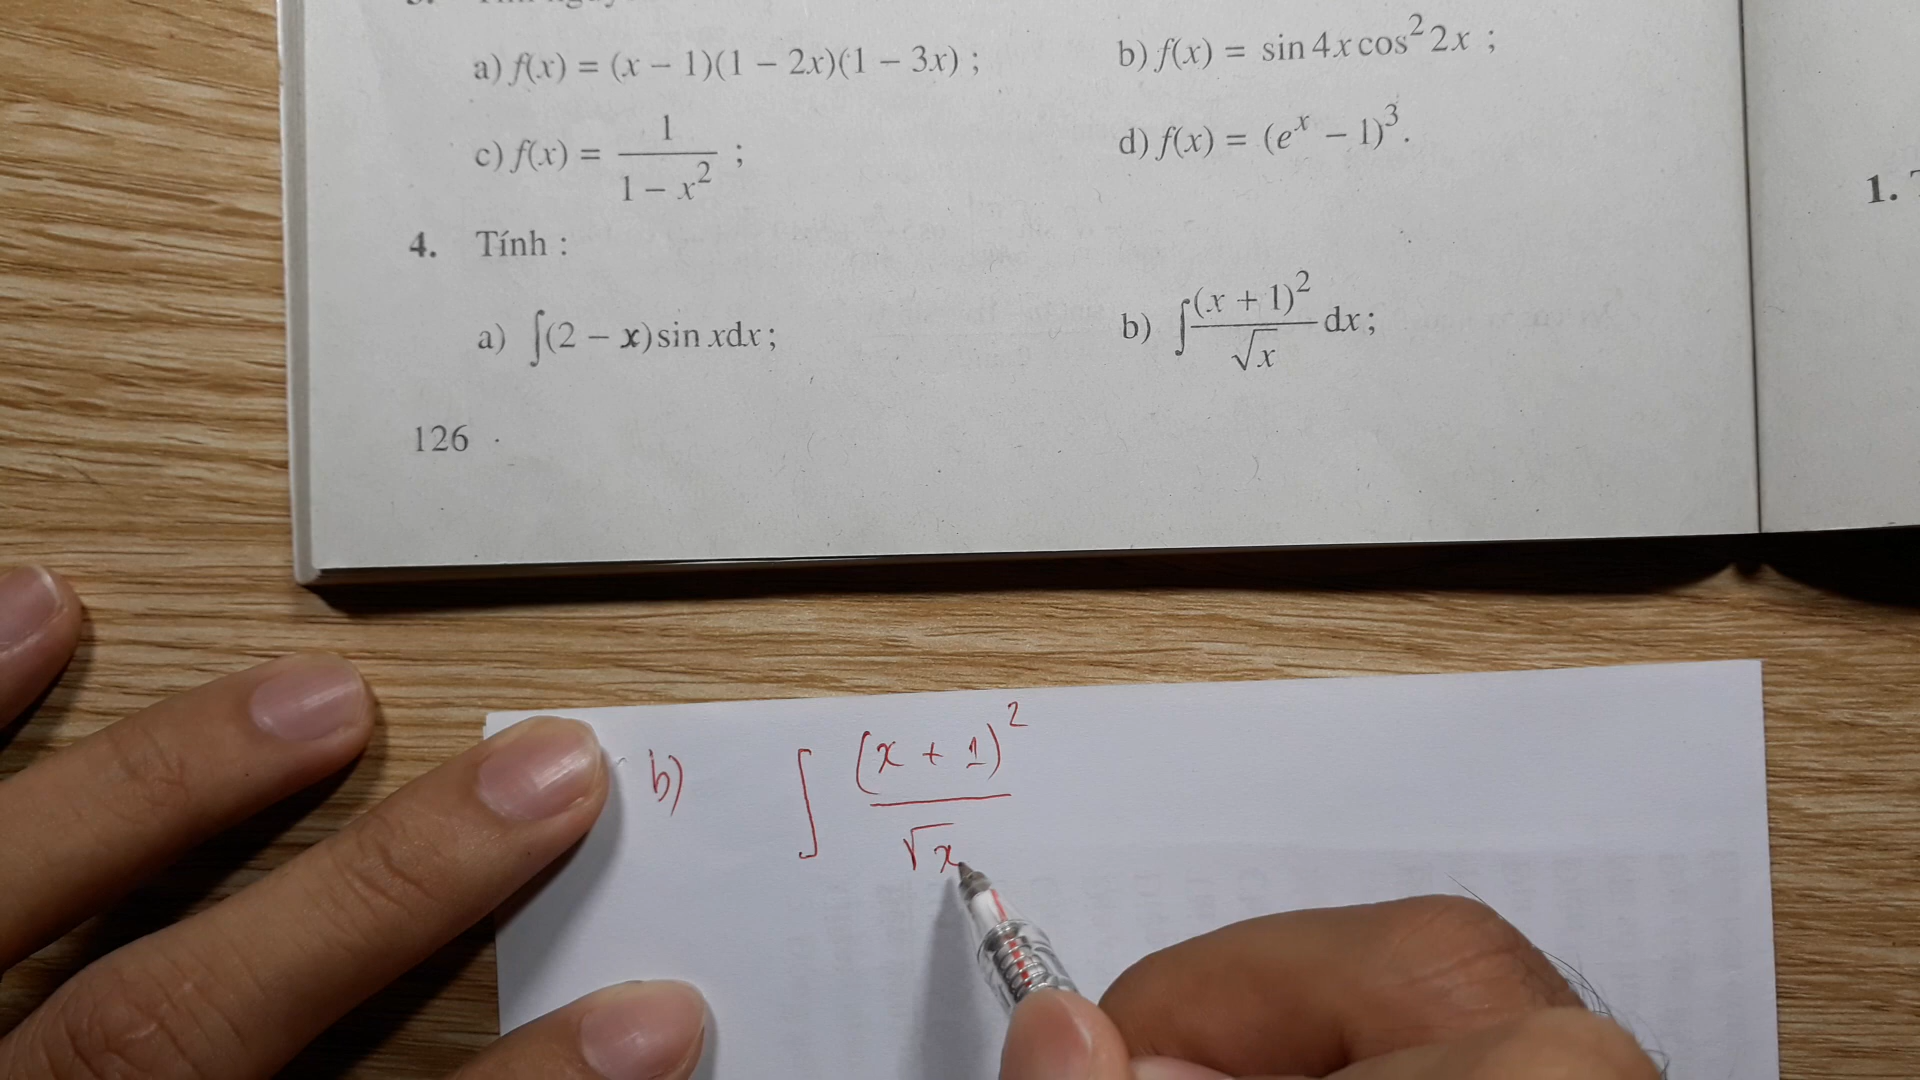 a) f(x) = (x − 1)(1 − 2x)(1 − 3x) ; b) f(x) = sin 4x cos² 2x ;
c) f(x) = 1/(1 − x²) ; d) f(x) = (eˣ − 1)³.
4. Tính :
a) ∫(2 − x) sin xdx ; b) ∫ (x + 1)²/√x dx ;
126
1.
b) ∫ (x + 1)²/√x